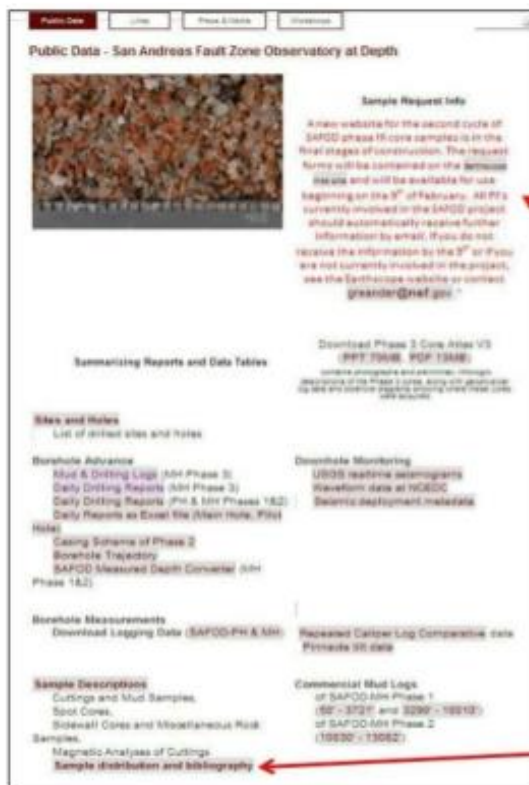 Public Data
Links
Press & Media
Workshops
Public Data - San Andreas Fault Zone Observatory at Depth
Sample Request Info
A new website for the second cycle of
SAFOD phase III core samples is in the
final stages of construction. The request
forms will be contained on the
and will be available for use
beginning on the 9th of February. All PI's
currently involved in the SAFOD project
should automatically receive further
information by email. If you do not
receive the information by the 9th or if you
are not currently involved in the project,
see the Earthscope website or contact
greander@nsf.gov
Download Phase 3 Core Atlas V3
(PPT 79MB, PDF 13MB)
Summarizing Reports and Data Tables
Sites and Holes
List of drilled sites and holes
Borehole Advance
Mud & Drilling Logs (MH Phase 3)
Daily Drilling Reports (MH Phase 3)
Daily Drilling Reports (PH & MH Phases 1&2)
Daily Reports as Excel file (Main Hole, Pilot
Hole)
Casing Scheme of Phase 2
Borehole Trajectory
SAFOD Measured Depth Converter (MH
Phase 1&2)
Downhole Monitoring
USGS realtime seismograms
Waveform data at NCEDC
Seismic deployment metadata
Borehole Measurements
Download Logging Data (SAFOD-PH & MH)
Repeated Caliper Log Comparative data
Pinnacle tilt data
Sample Descriptions
Cuttings and Mud Samples,
Spot Cores,
Sidewall Cores and Miscellaneous Rock
Samples,
Magnetic Analyses of Cuttings
Sample distribution and bibliography
Commercial Mud Logs
of SAFOD-MH Phase 1
of SAFOD-MH Phase 2